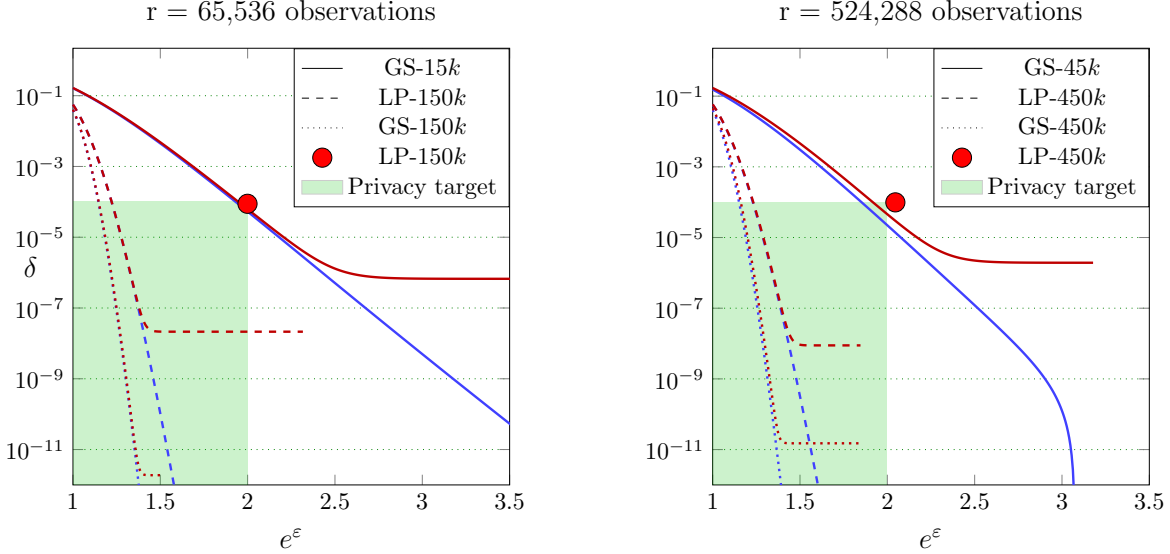 r = 65,536 observations
10⁻¹
10⁻³
10⁻⁵
10⁻⁷
10⁻⁹
10⁻¹¹
δ
1 1.5 2 2.5 3 3.5
e^ε
GS-15k
LP-150k
GS-150k
LP-150k
Privacy target
r = 524,288 observations
10⁻¹
10⁻³
10⁻⁵
10⁻⁷
10⁻⁹
10⁻¹¹
1 1.5 2 2.5 3 3.5
e^ε
GS-45k
LP-450k
GS-450k
LP-450k
Privacy target